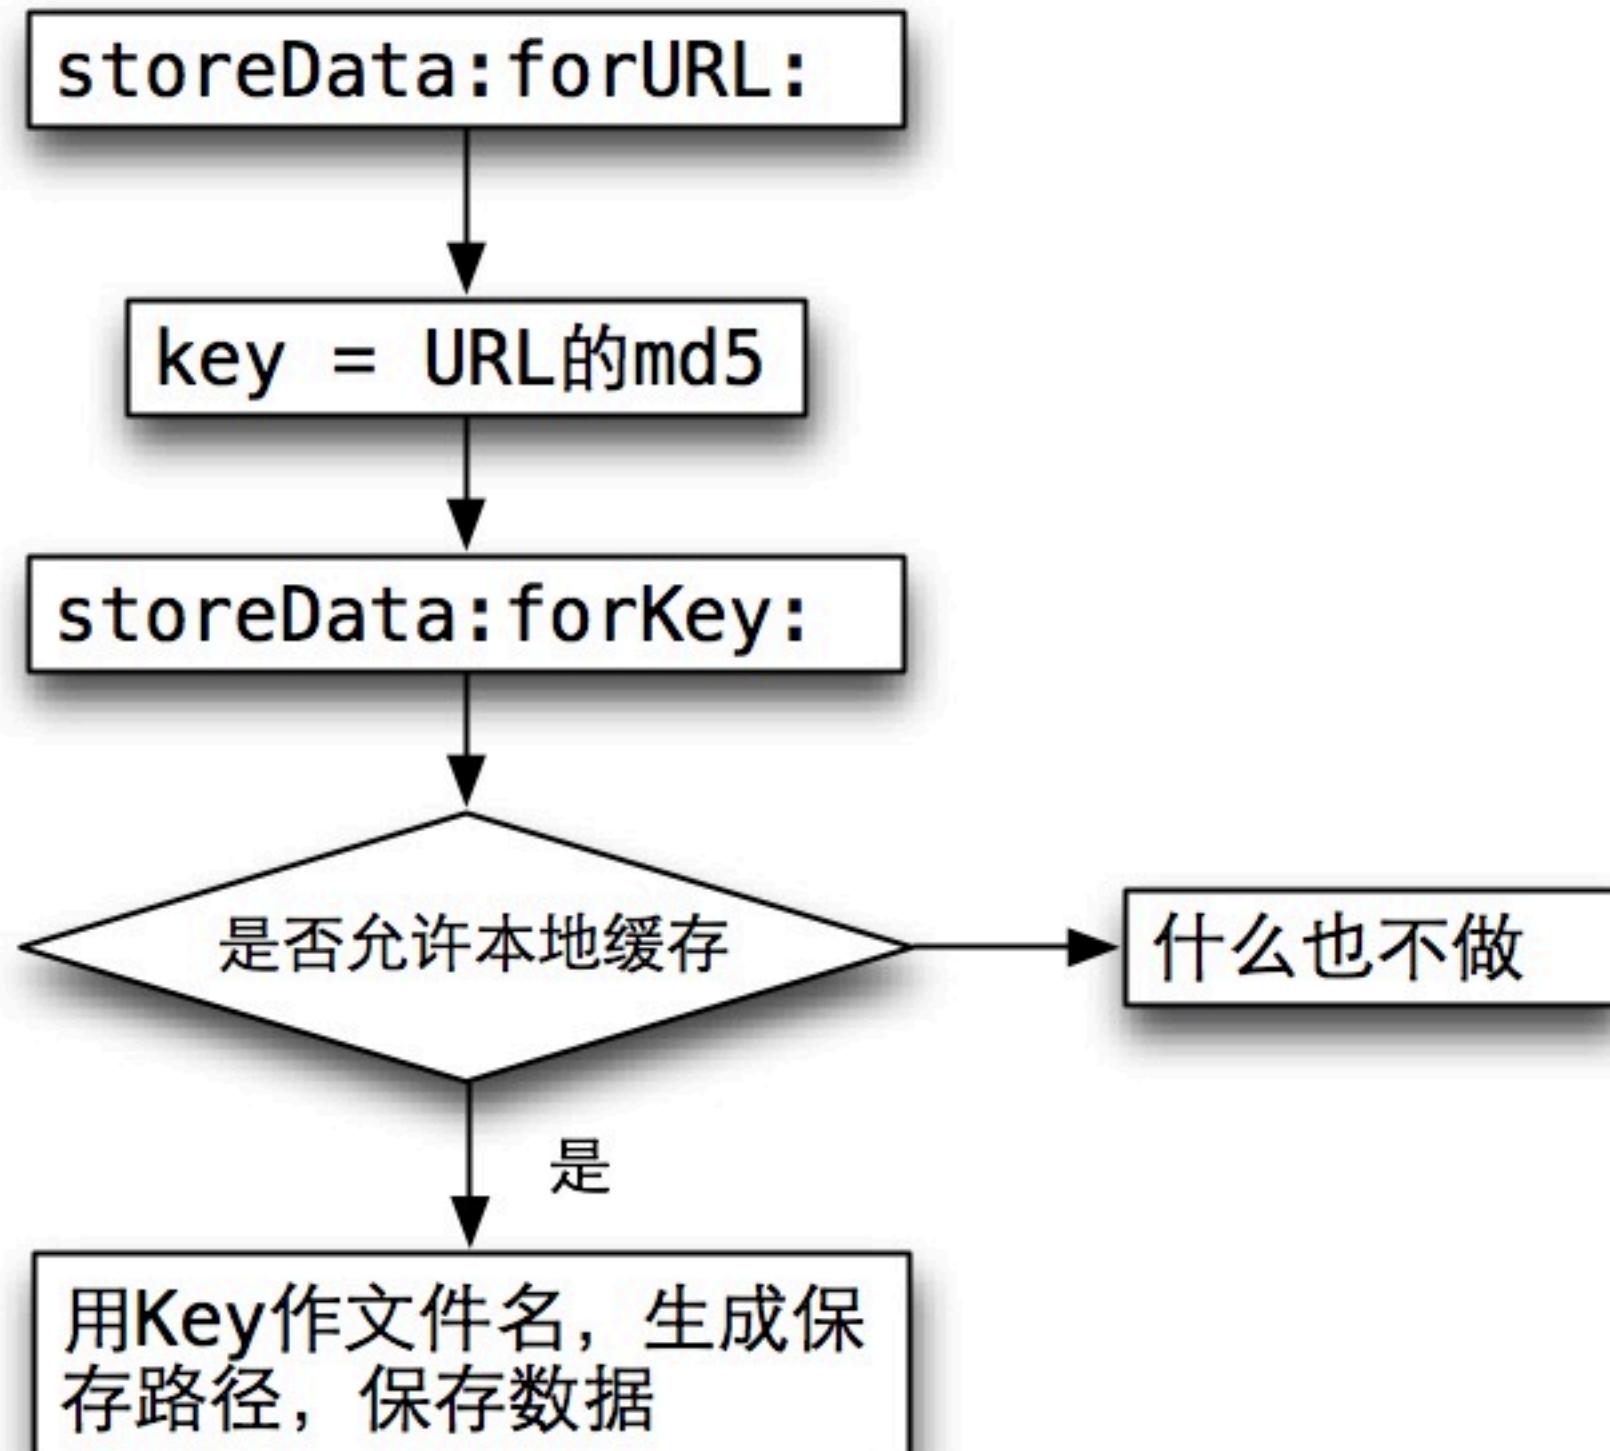 storeData:forURL:
key = URL的md5
storeData:forKey:
是否允许本地缓存
什么也不做
是
用Key作文件名，生成保
存路径，保存数据